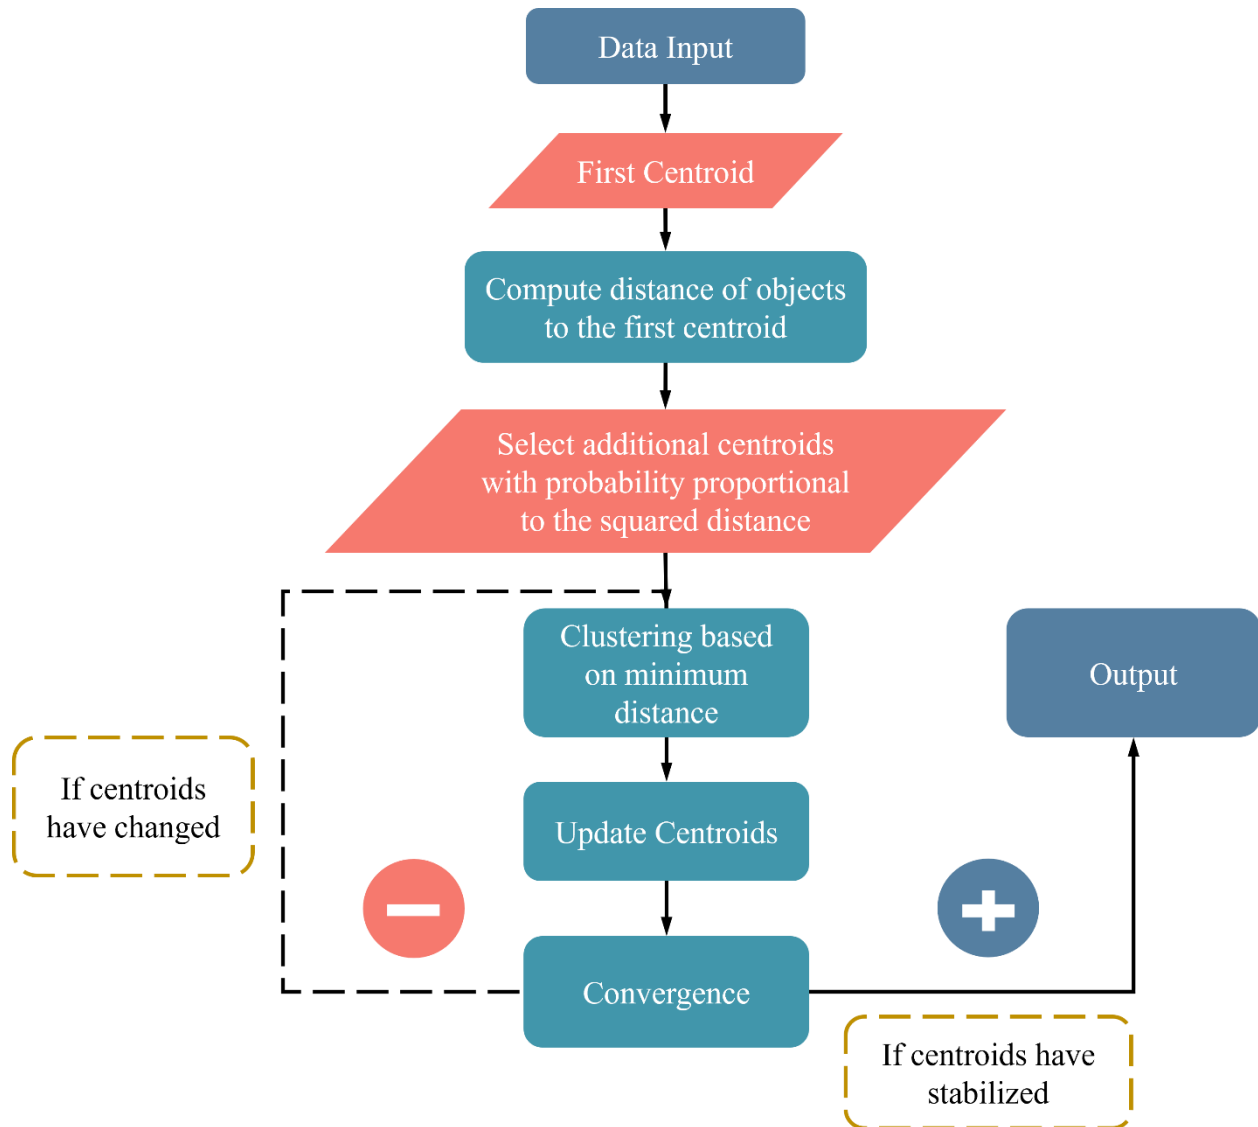 Data Input
First Centroid
Compute distance of objects
to the first centroid
Select additional centroids
with probability proportional
to the squared distance
Clustering based
on minimum
distance
Output
If centroids
have changed
Update Centroids
Convergence
If centroids have
stabilized